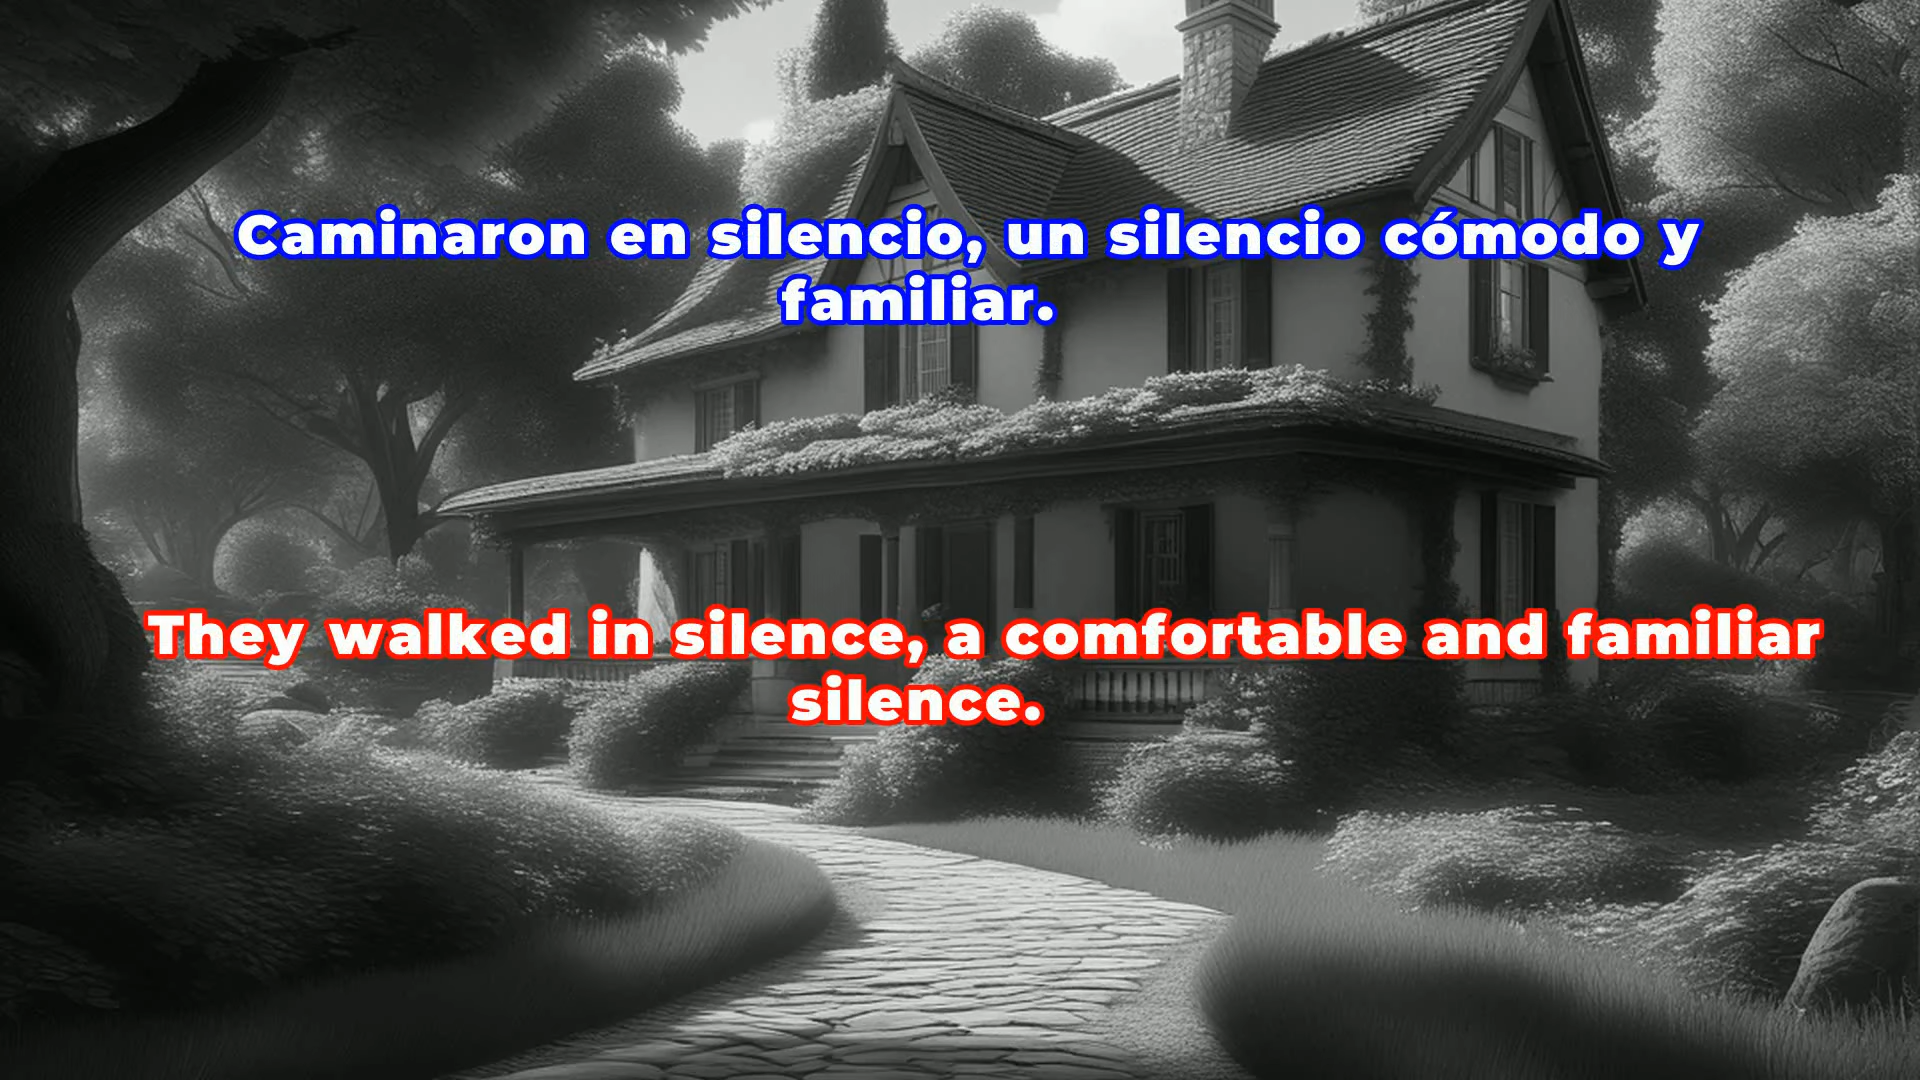 Caminaron en silencio, un silencio cómodo y
familiar.
They walked in silence, a comfortable and familiar
silence.